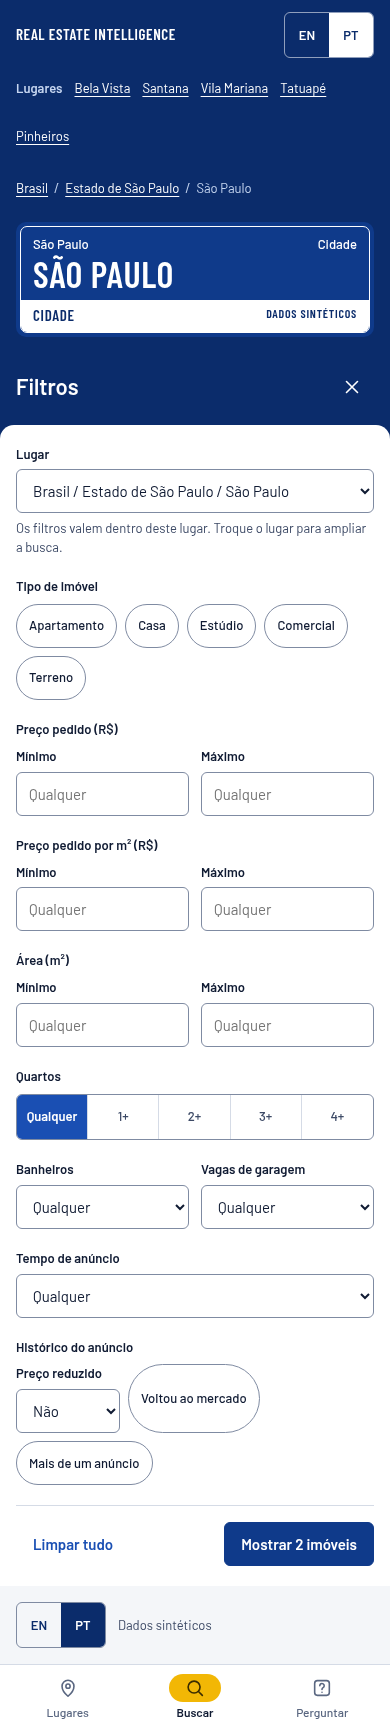 REAL ESTATE INTELLIGENCE
EN PT
Lugares Bela Vista Santana Vila Mariana Tatuapé
Pinheiros
Brasil / Estado de São Paulo / São Paulo
São Paulo Cidade
SÃO PAULO
CIDADE DADOS SINTÉTICOS
Filtros
Lugar
Brasil / Estado de São Paulo / São Paulo
Os filtros valem dentro deste lugar. Troque o lugar para ampliar
a busca.
Tipo de imóvel
Apartamento Casa Estúdio Comercial
Terreno
Preço pedido (R$)
Mínimo Máximo
Qualquer Qualquer
Preço pedido por m² (R$)
Mínimo Máximo
Qualquer Qualquer
Área (m²)
Mínimo Máximo
Qualquer Qualquer
Quartos
Qualquer 1+ 2+ 3+ 4+
Banheiros Vagas de garagem
Qualquer Qualquer
Tempo de anúncio
Qualquer
Histórico do anúncio
Preço reduzido
Não Voltou ao mercado
Mais de um anúncio
Limpar tudo Mostrar 2 imóveis
EN PT Dados sintéticos
Lugares Buscar Perguntar